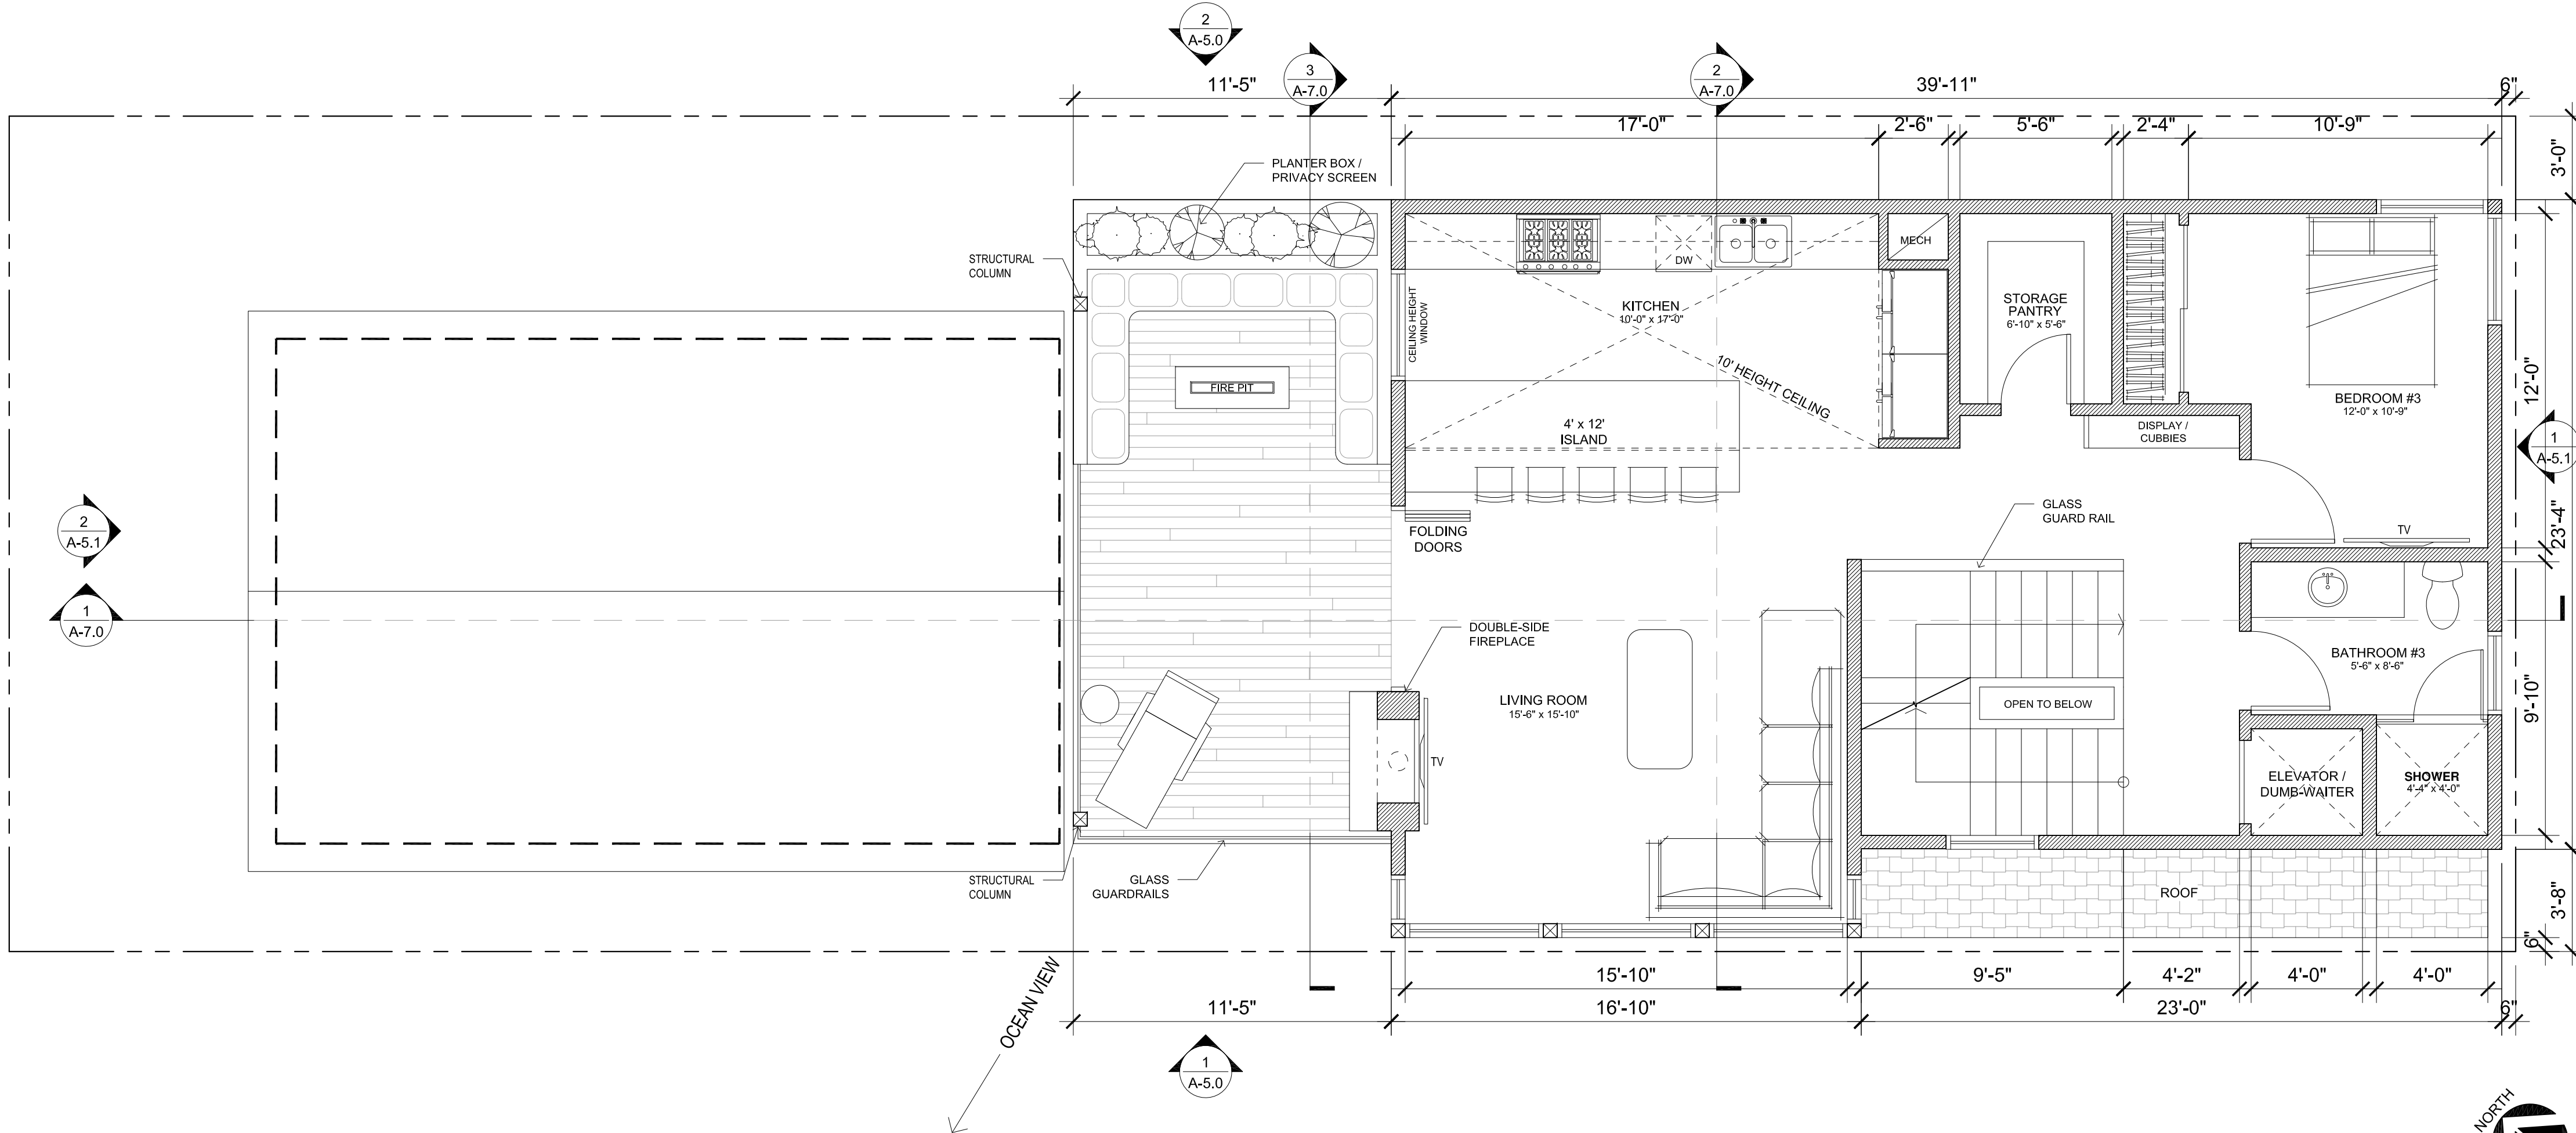 2
A-5.0
3
A-7.0
2
A-7.0
11'-5"
39'-11"
6"
17'-0"
2'-6"
5'-6"
2'-4"
10'-9"
3'-0"
PLANTER BOX /
PRIVACY SCREEN
STRUCTURAL
COLUMN
MECH
DW
CEILING HEIGHT
WINDOW
KITCHEN
10'-0" x 17'-0"
STORAGE
PANTRY
6'-10" x 5'-6"
FIRE PIT
10' HEIGHT CEILING
BEDROOM #3
12'-0" x 10'-9"
12'-0"
4' x 12'
ISLAND
DISPLAY /
CUBBIES
1
A-5.1
2
A-5.1
GLASS
GUARD RAIL
FOLDING
DOORS
TV
23'-4"
1
A-7.0
DOUBLE-SIDE
FIREPLACE
BATHROOM #3
5'-6" x 8'-6"
LIVING ROOM
15'-6" x 15'-10"
OPEN TO BELOW
9'-10"
TV
ELEVATOR /
DUMB-WAITER
SHOWER
4'-4" x 4'-0"
STRUCTURAL
COLUMN
GLASS
GUARDRAILS
ROOF
3'-8"
6"
OCEAN VIEW
15'-10"
9'-5"
4'-2"
4'-0"
4'-0"
11'-5"
16'-10"
23'-0"
6"
1
A-5.0
NORTH